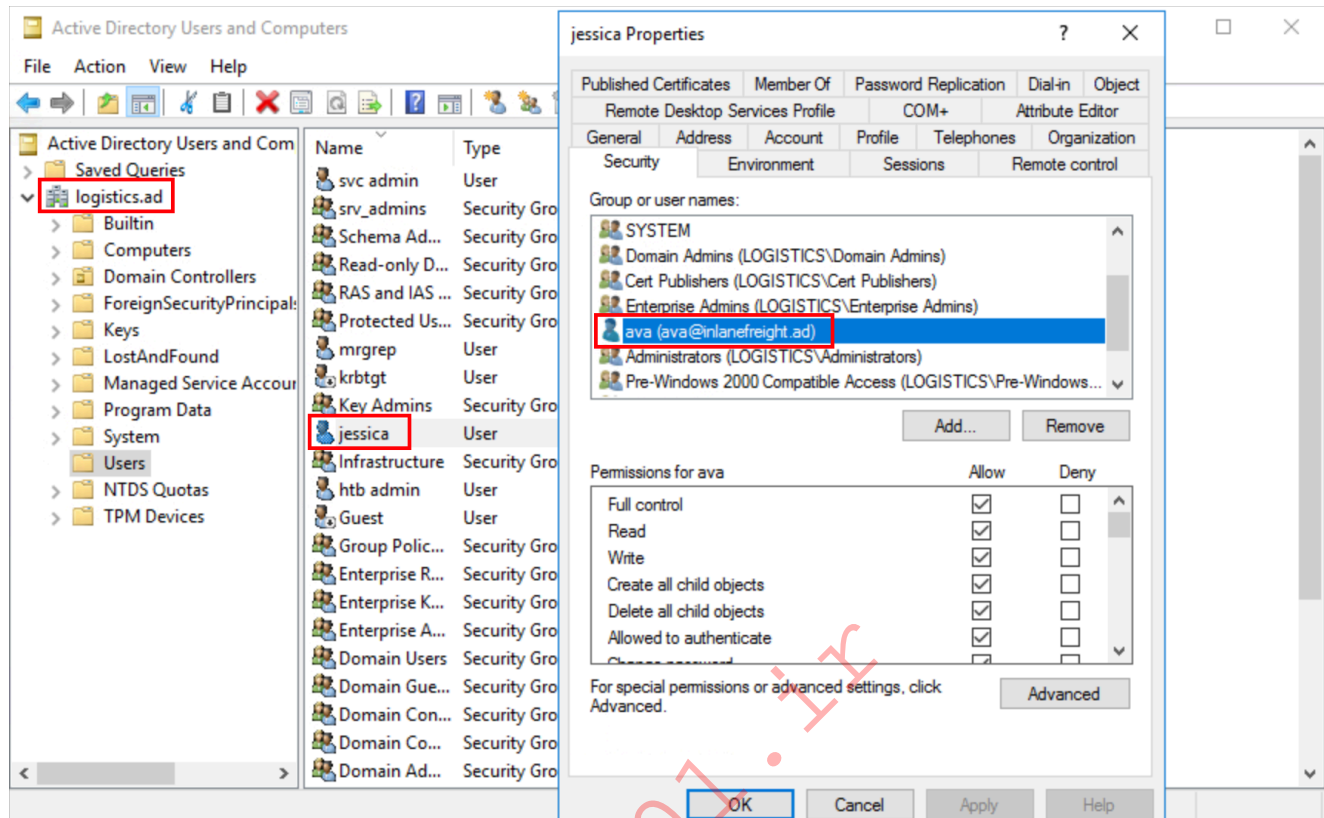 Active Directory Users and Computers
File Action View Help
Active Directory Users and Com
Saved Queries
logistics.ad
Builtin
Computers
Domain Controllers
ForeignSecurityPrincipals
Keys
LostAndFound
Managed Service Accour
Program Data
System
Users
NTDS Quotas
TPM Devices
Name Type
svc admin User
srv_admins Security Gro
Schema Ad... Security Gro
Read-only D... Security Gro
RAS and IAS ... Security Gro
Protected Us... Security Gro
mrgrep User
krbtgt User
Key Admins Security Gro
jessica User
Infrastructure Security Gro
htb admin User
Guest User
Group Polic... Security Gro
Enterprise R... Security Gro
Enterprise K... Security Gro
Enterprise A... Security Gro
Domain Users Security Gro
Domain Gue... Security Gro
Domain Con... Security Gro
Domain Co... Security Gro
Domain Ad... Security Gro
jessica Properties
Published Certificates Member Of Password Replication Dial-in Object
Remote Desktop Services Profile COM+ Attribute Editor
General Address Account Profile Telephones Organization
Security Environment Sessions Remote control
Group or user names:
SYSTEM
Domain Admins (LOGISTICS\Domain Admins)
Cert Publishers (LOGISTICS\Cert Publishers)
Enterprise Admins (LOGISTICS\Enterprise Admins)
ava (ava@inlanefreight.ad)
Administrators (LOGISTICS\Administrators)
Pre-Windows 2000 Compatible Access (LOGISTICS\Pre-Windows...
Add... Remove
Permissions for ava Allow Deny
Full control
Read
Write
Create all child objects
Delete all child objects
Allowed to authenticate
Change password
For special permissions or advanced settings, click
Advanced.
Advanced
OK Cancel Apply Help